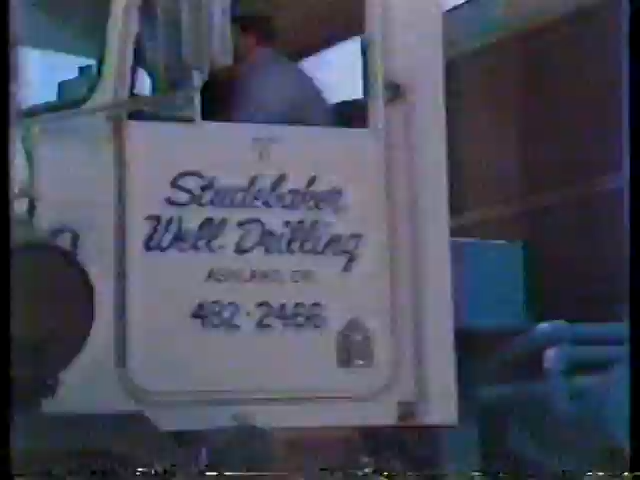 Studebaker
Well Drilling
ASHLAND, OR.
482-2466